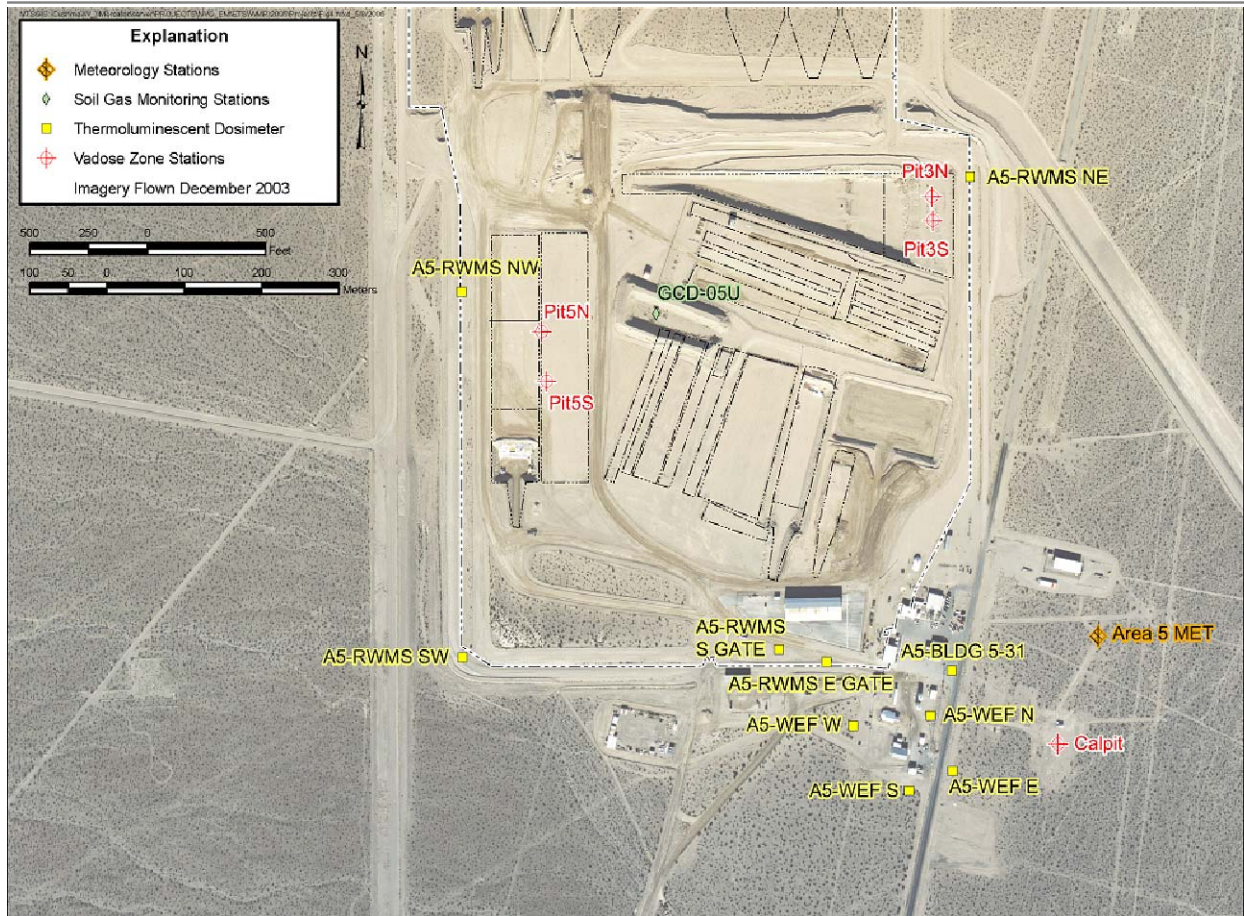 Explanation
Meteorology Stations
Soil Gas Monitoring Stations
Thermoluminescent Dosimeter
Vadose Zone Stations
Imagery Flown December 2003
N
500 250 0 500
Feet
100 50 0 100 200 300
Meters
Pit3N
A5-RWMS NE
Pit3S
A5-RWMS NW
GCD-05U
Pit5N
Pit5S
A5-RWMS
S GATE
Area 5 MET
A5-RWMS SW
A5-BLDG 5-31
A5-RWMS E GATE
A5-WEF N
A5-WEF W
Calpit
A5-WEF E
A5-WEF S